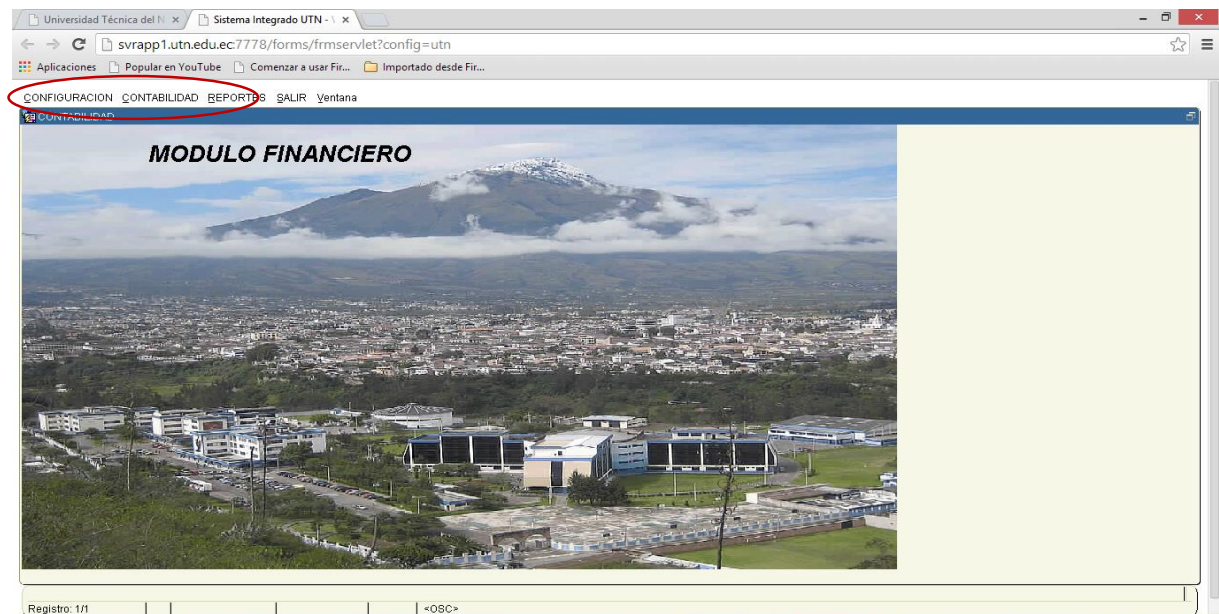 Universidad Técnica del N
Sistema Integrado UTN - \
svrapp1.utn.edu.ec:7778/forms/frmservlet?config=utn
Aplicaciones Popular en YouTube Comenzar a usar Fir... Importado desde Fir...
CONFIGURACION CONTABILIDAD REPORTES SALIR Ventana
CONTABILIDAD
MODULO FINANCIERO
Registro: 1/1 <OSC>